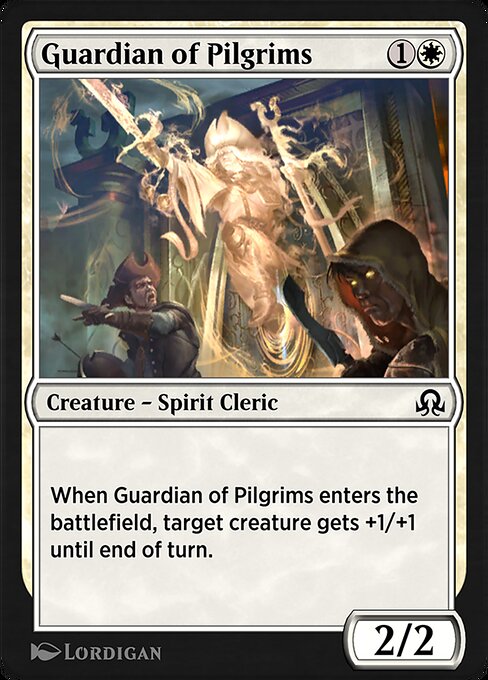 Guardian of Pilgrims 1
Creature – Spirit Cleric
When Guardian of Pilgrims enters the
battlefield, target creature gets +1/+1
until end of turn.
2/2
Lordigan